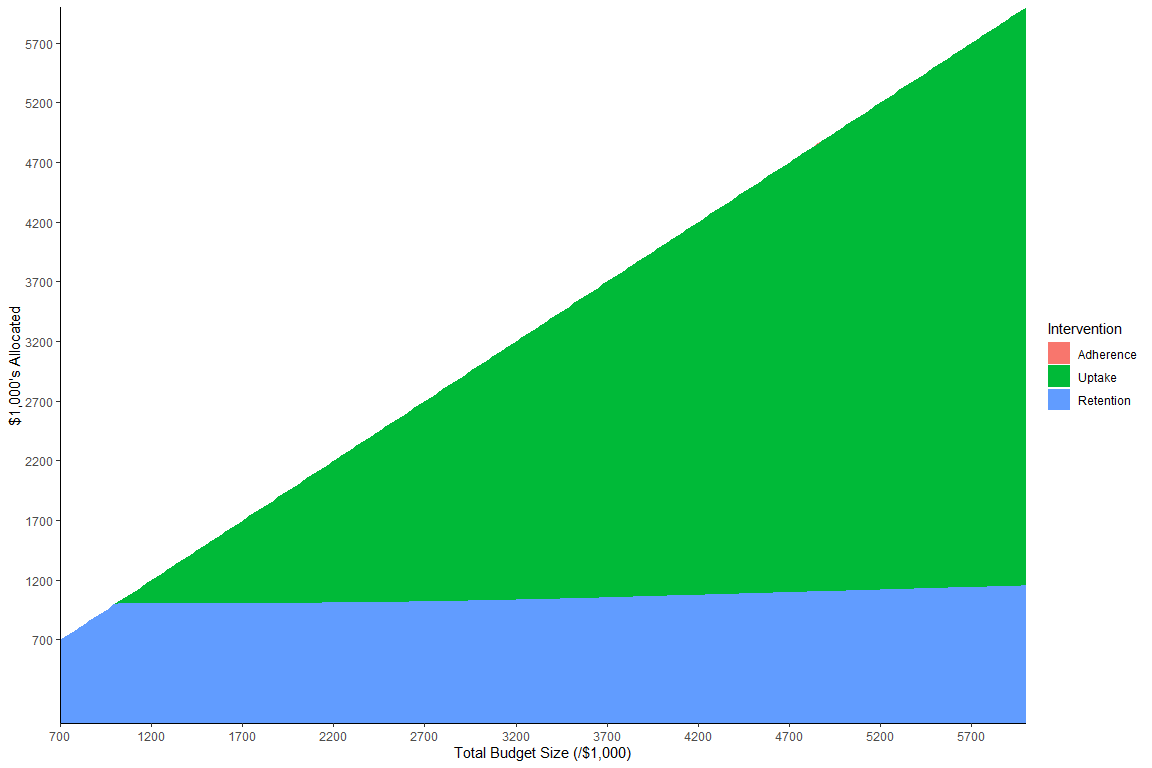 5700
5200
4700
4200
3700
3200
2700
2200
1700
1200
700
$1,000's Allocated
700 1200 1700 2200 2700 3200 3700 4200 4700 5200 5700
Total Budget Size (/$1,000)
Intervention
Adherence
Uptake
Retention